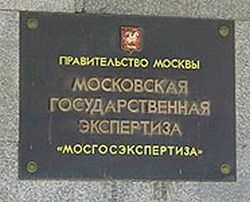 ПРАВИТЕЛЬСТВО МОСКВЫ
МОСКОВСКАЯ
ГОСУДАРСТВЕННАЯ
ЭКСПЕРТИЗА
«МОСГОСЭКСПЕРТИЗА»